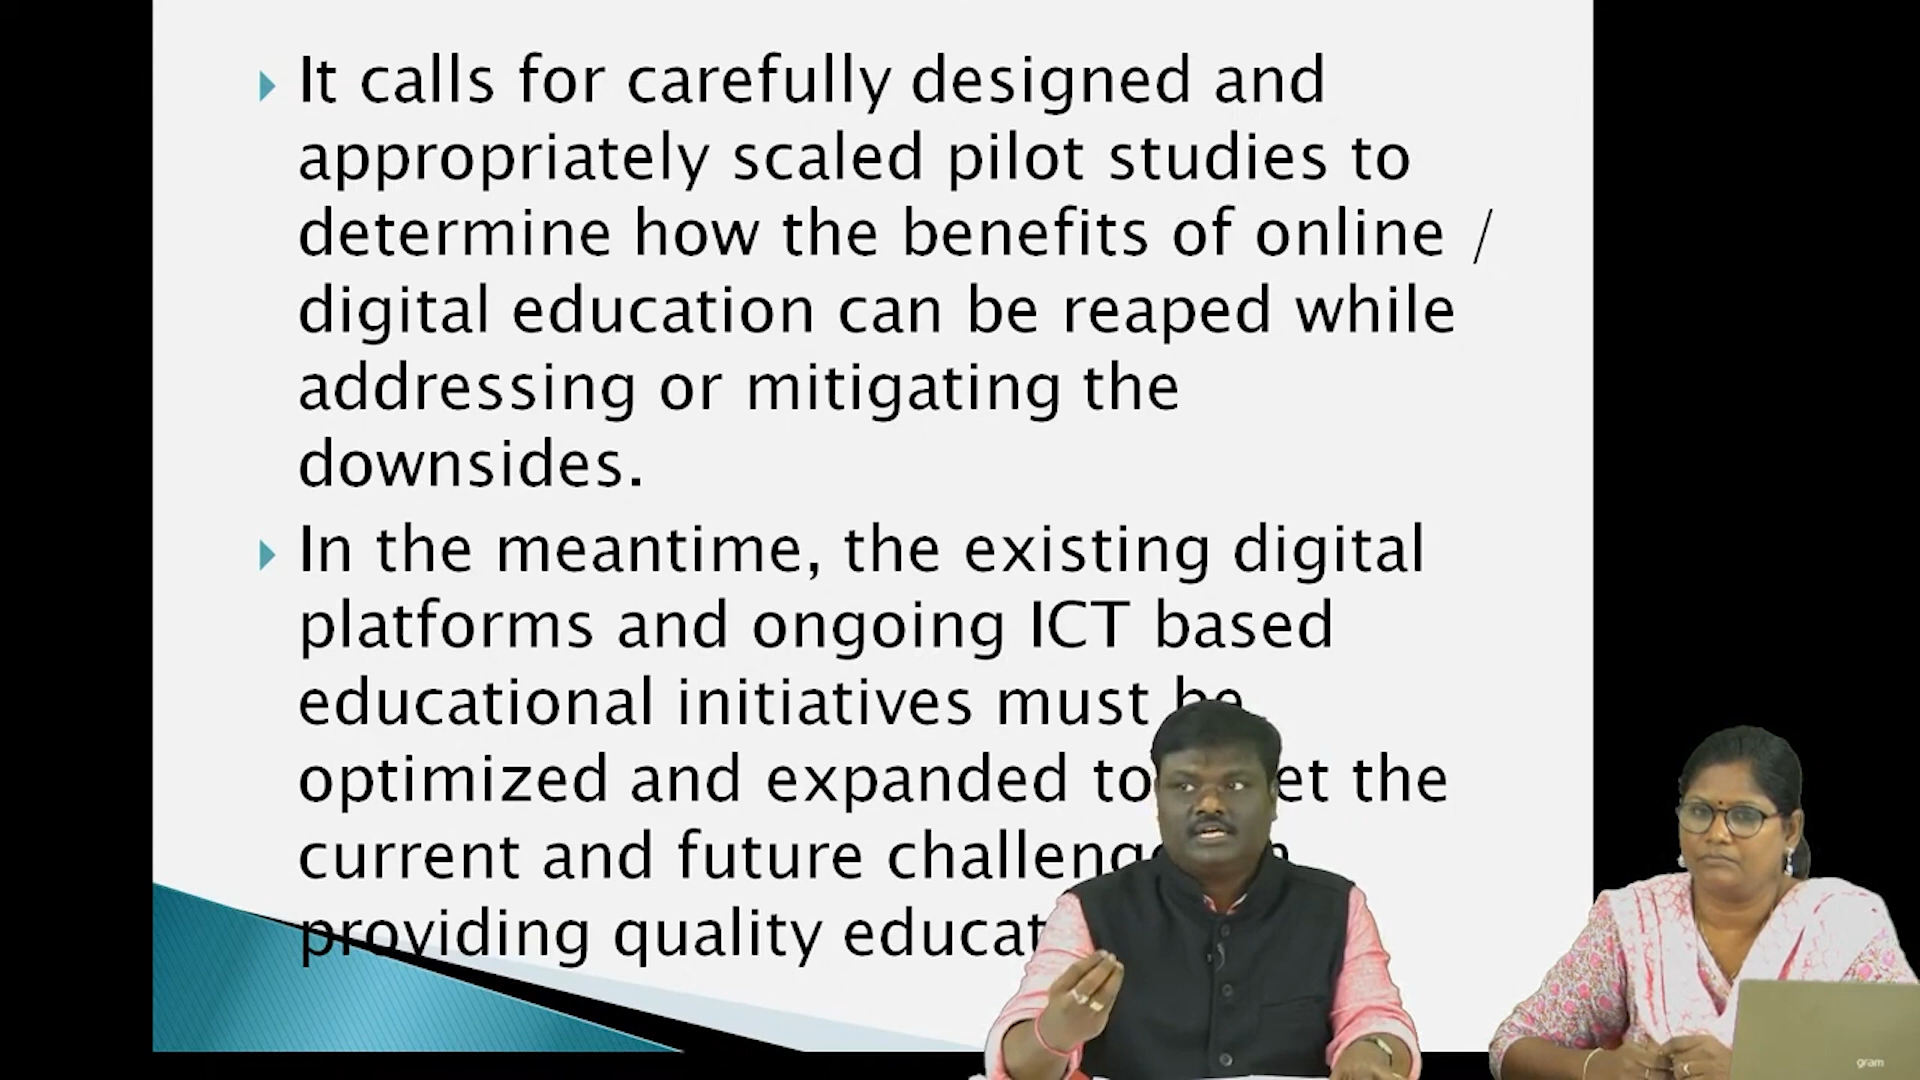 It calls for carefully designed and
appropriately scaled pilot studies to
determine how the benefits of online /
digital education can be reaped while
addressing or mitigating the
downsides.
In the meantime, the existing digital
platforms and ongoing ICT based
educational initiatives must be
optimized and expanded to the
current and future
providing quality
gram